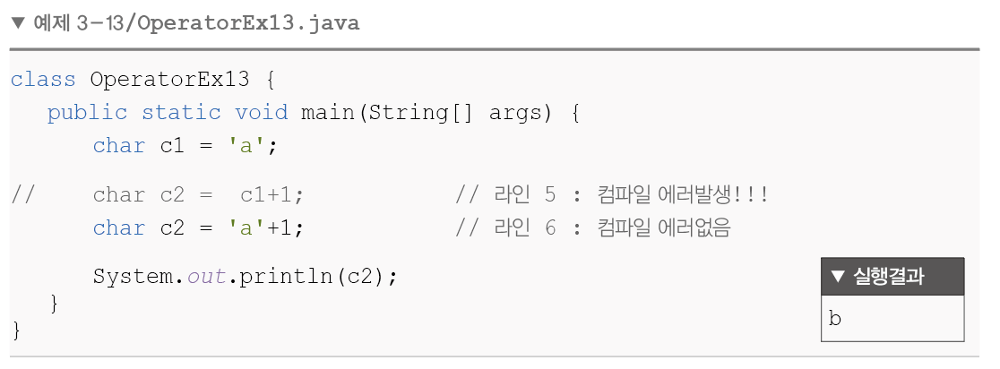 ▼ 예제 3-13/OperatorEx13.java
class OperatorEx13 {
public static void main(String[] args) {
char c1 = 'a';
// char c2 = c1+1; // 라인 5 : 컴파일 에러발생!!!
char c2 = 'a'+1; // 라인 6 : 컴파일 에러없음
System.out.println(c2);
}
}
▼ 실행결과
b